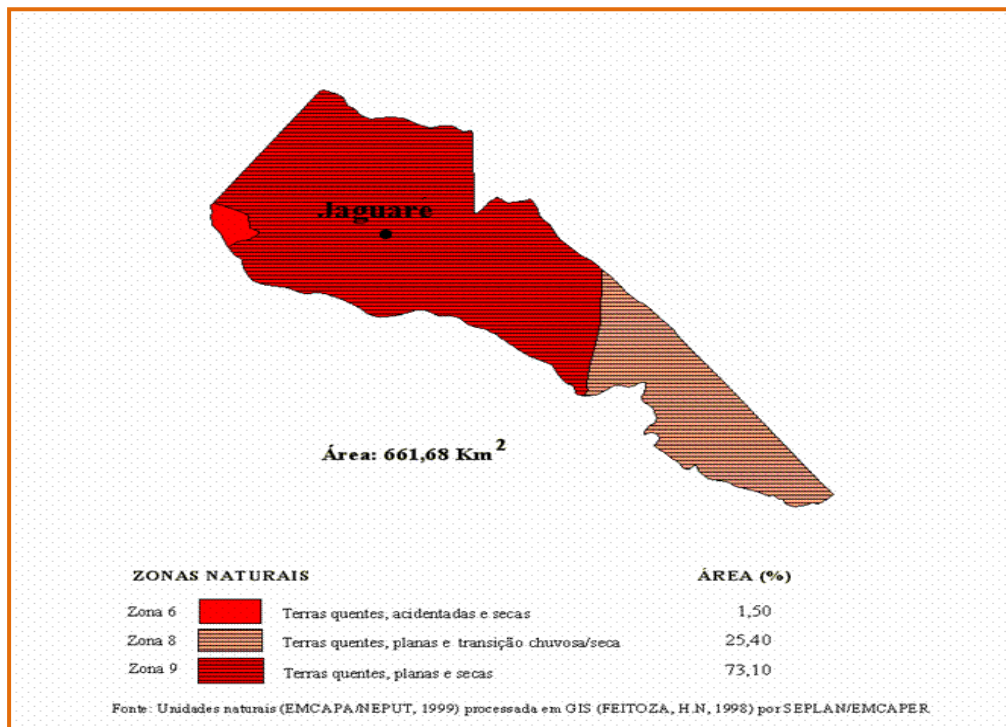 Jaguaré
Área: 661,68 Km²
ZONAS NATURAIS ÁREA (%)
Zona 6 Terras quentes, acidentadas e secas 1,50
Zona 8 Terras quentes, planas e transição chuvosa/seca 25,40
Zona 9 Terras quentes, planas e secas 73,10
Fonte: Unidades naturais (EMCAPA/NEPUT, 1999) processada em GIS (FEITOZA, H.N, 1998) por SEPLAN/EMCAPER